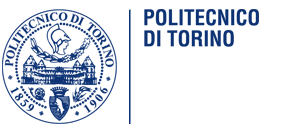 POLITECNICO DI TORINO
1859
1906
POLITECNICO
DI TORINO